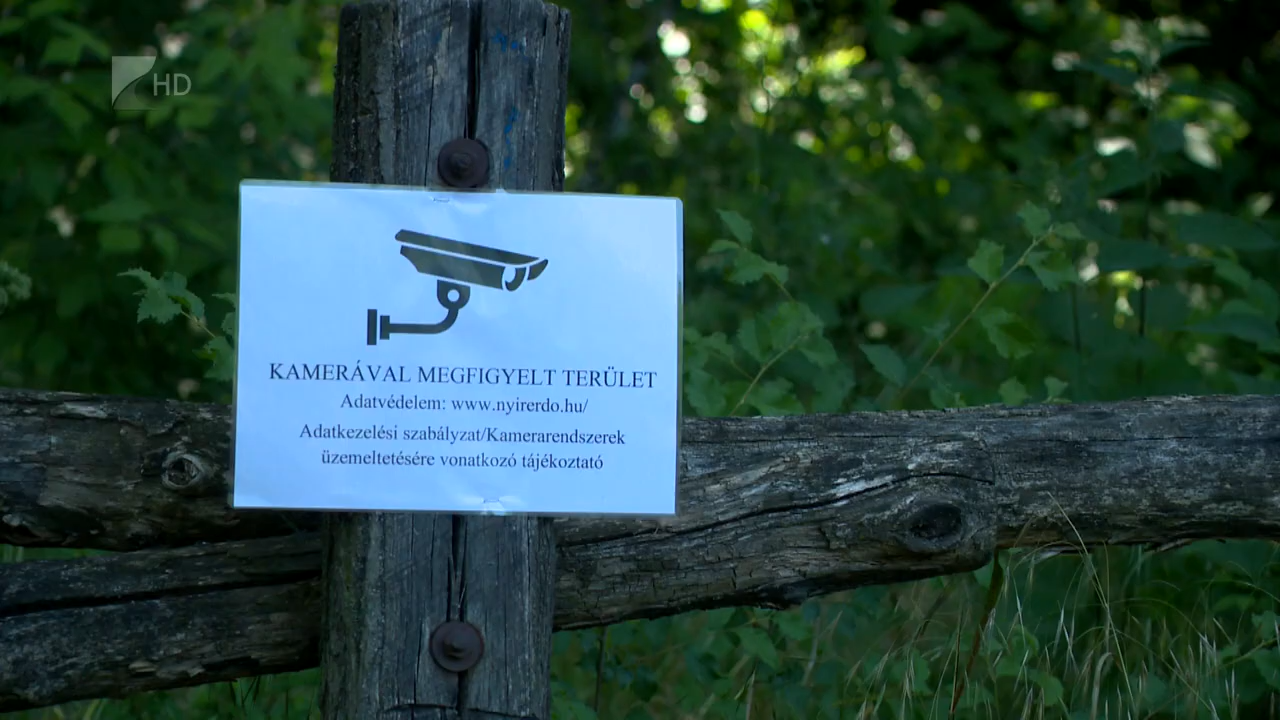 HD
KAMERÁVAL MEGFIGYELT TERÜLET
Adatvédelem: www.nyirerdo.hu/
Adatkezelési szabályzat/Kamerarendszerek
üzemeltetésére vonatkozó tájékoztató